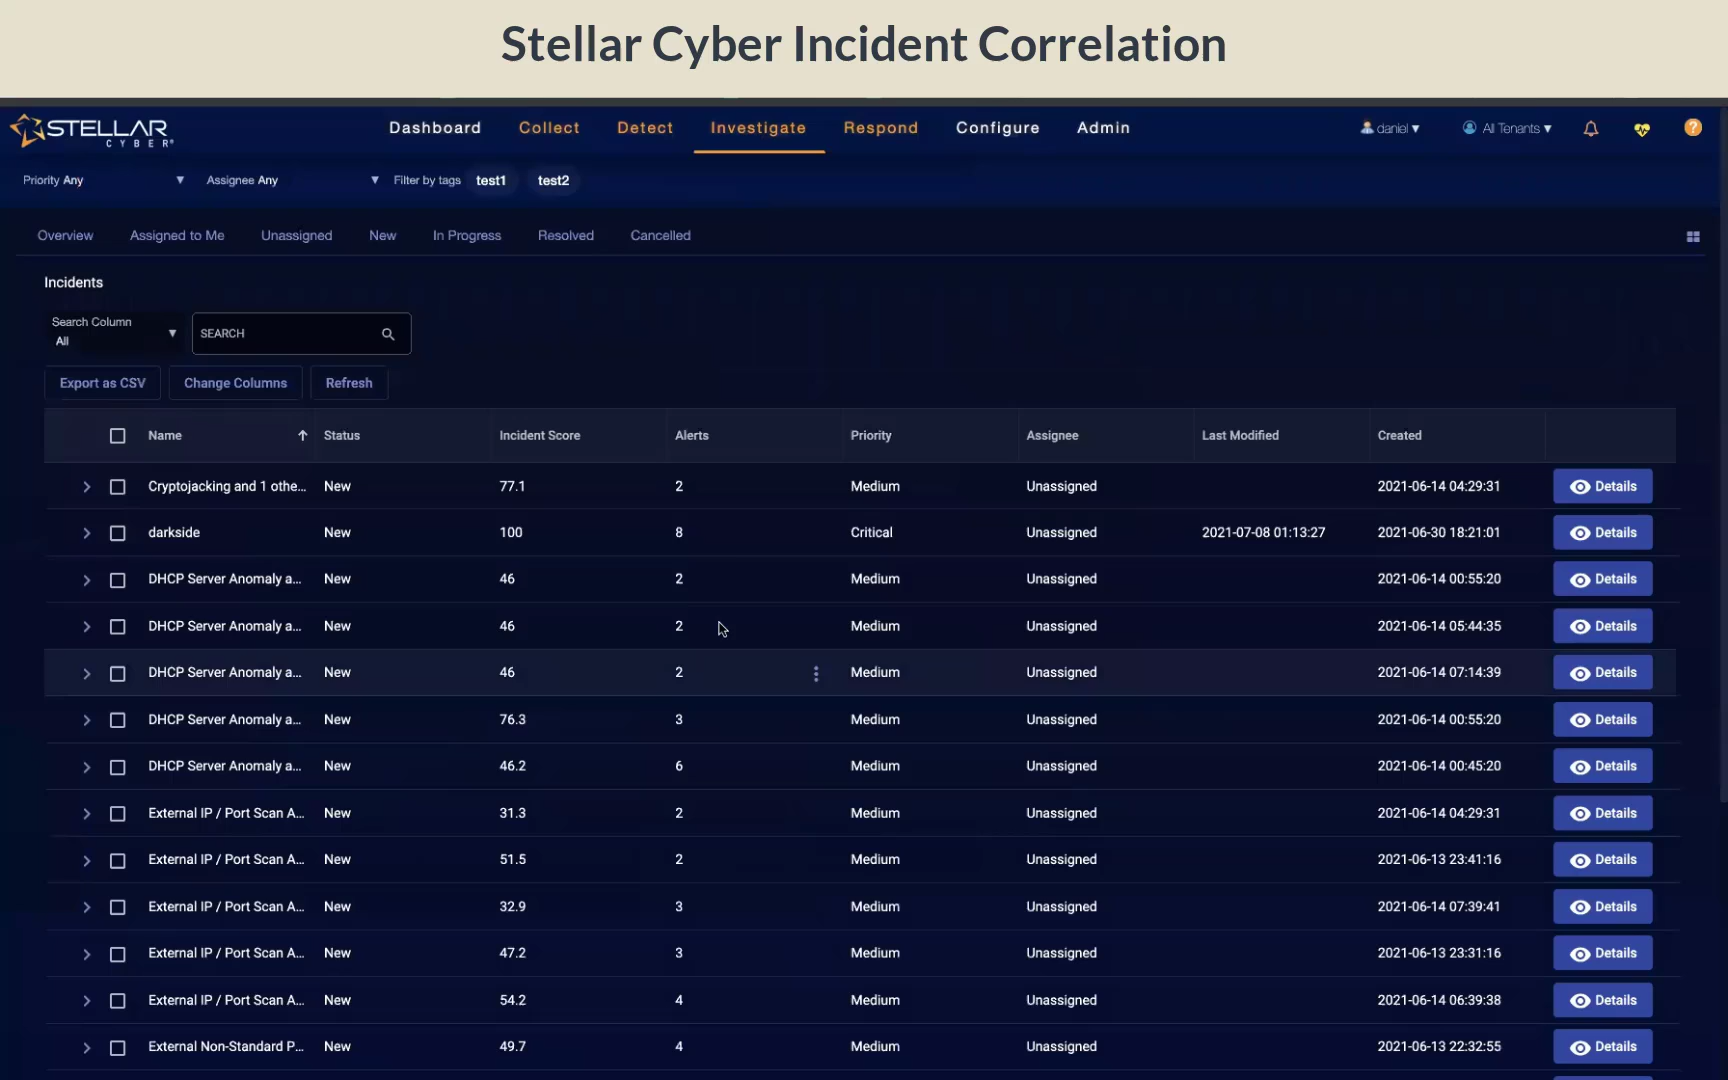 Stellar Cyber Incident Correlation
STELLAR CYBER® Dashboard Collect Detect Investigate Respond Configure Admin daniel ▾ All Tenants ▾ ?
Priority Any ▾ Assignee Any ▾ Filter by tags test1 test2
Overview Assigned to Me Unassigned New In Progress Resolved Cancelled
Incidents
Search Column
All
SEARCH
Export as CSV Change Columns Refresh
Name Status Incident Score Alerts Priority Assignee Last Modified Created
Cryptojacking and 1 othe... New 77.1 2 Medium Unassigned 2021-06-14 04:29:31 Details
darkside New 100 8 Critical Unassigned 2021-07-08 01:13:27 2021-06-30 18:21:01 Details
DHCP Server Anomaly a... New 46 2 Medium Unassigned 2021-06-14 00:55:20 Details
DHCP Server Anomaly a... New 46 2 Medium Unassigned 2021-06-14 05:44:35 Details
DHCP Server Anomaly a... New 46 2 Medium Unassigned 2021-06-14 07:14:39 Details
DHCP Server Anomaly a... New 76.3 3 Medium Unassigned 2021-06-14 00:55:20 Details
DHCP Server Anomaly a... New 46.2 6 Medium Unassigned 2021-06-14 00:45:20 Details
External IP / Port Scan A... New 31.3 2 Medium Unassigned 2021-06-14 04:29:31 Details
External IP / Port Scan A... New 51.5 2 Medium Unassigned 2021-06-13 23:41:16 Details
External IP / Port Scan A... New 32.9 3 Medium Unassigned 2021-06-14 07:39:41 Details
External IP / Port Scan A... New 47.2 3 Medium Unassigned 2021-06-13 23:31:16 Details
External IP / Port Scan A... New 54.2 4 Medium Unassigned 2021-06-14 06:39:38 Details
External Non-Standard P... New 49.7 4 Medium Unassigned 2021-06-13 22:32:55 Details